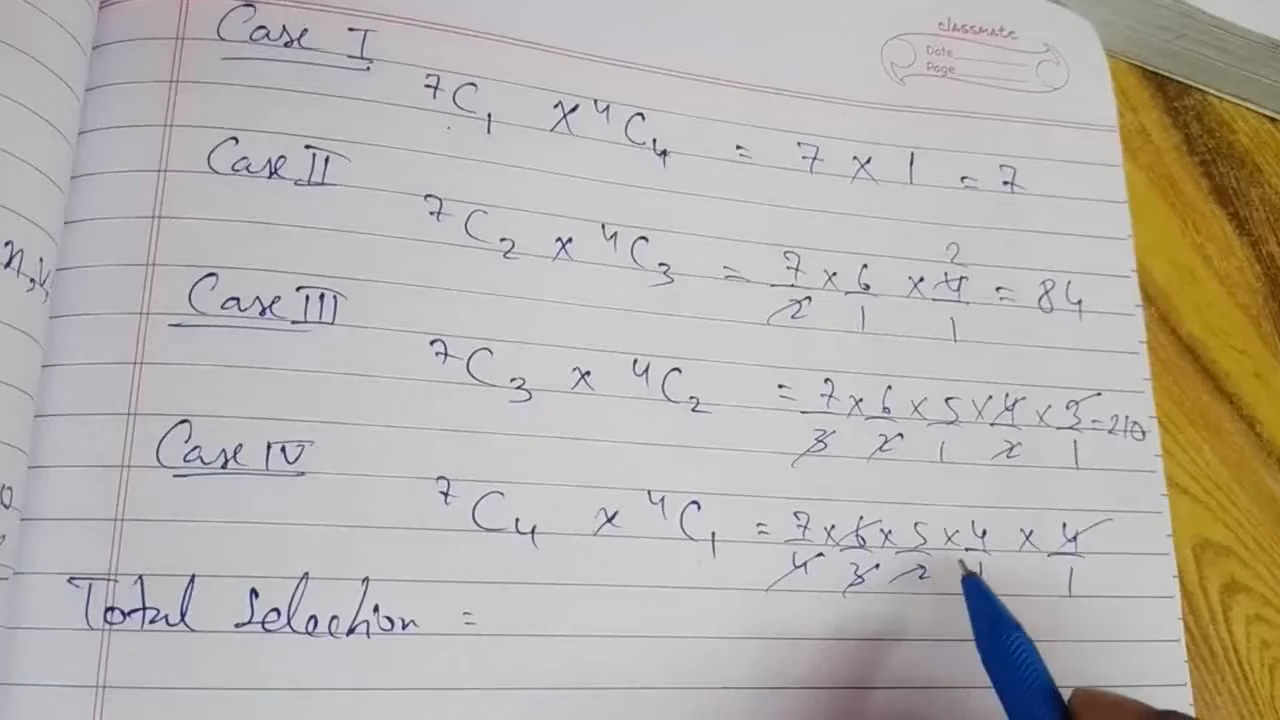 classmate
Date
Page
Case I
⁷C₁ × ⁴C₄ = 7 × 1 = 7
Case II
⁷C₂ × ⁴C₃ = 7/2 × 6/1 × 4/1 2 = 84
Case III
⁷C₃ × ⁴C₂ = 7/3 × 6/2 × 5/1 × 4/2 × 3/1 = 210
Case IV
⁷C₄ × ⁴C₁ = 7/4 × 6/3 × 5/2 × 4/1 × 4/1
Total Selection =